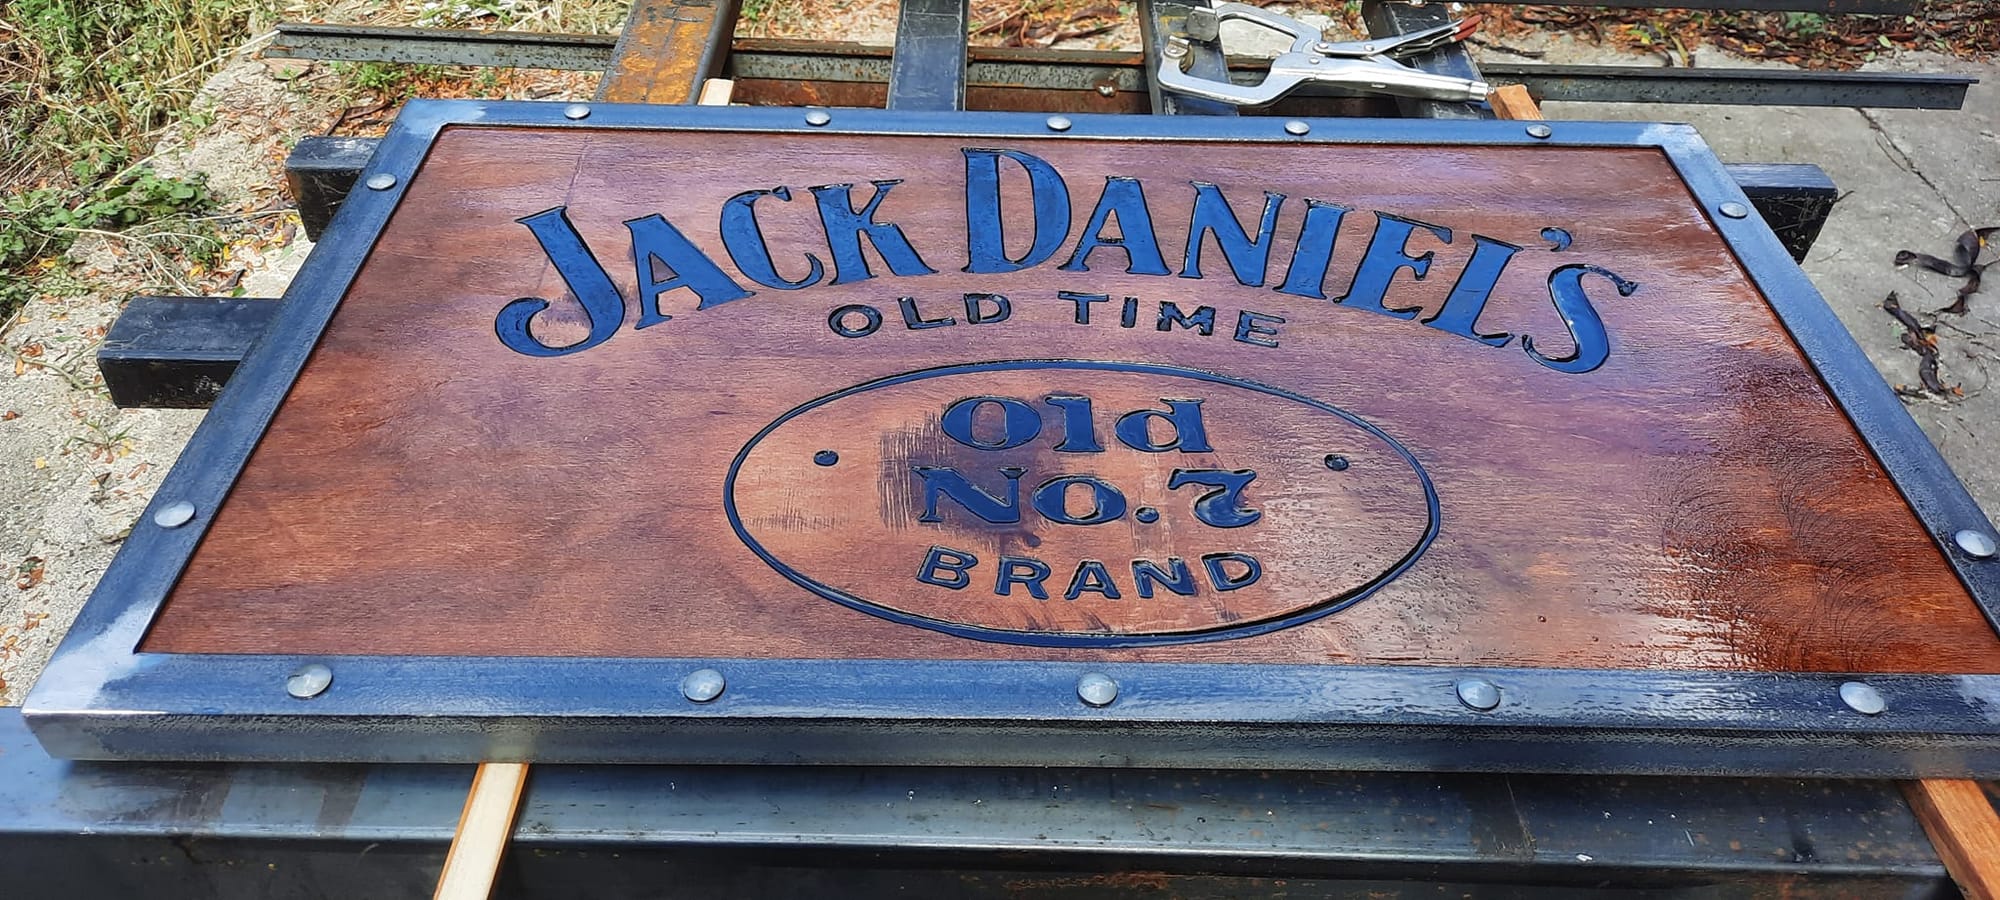 JACK DANIEL'S
OLD TIME
Old
No. 7
BRAND